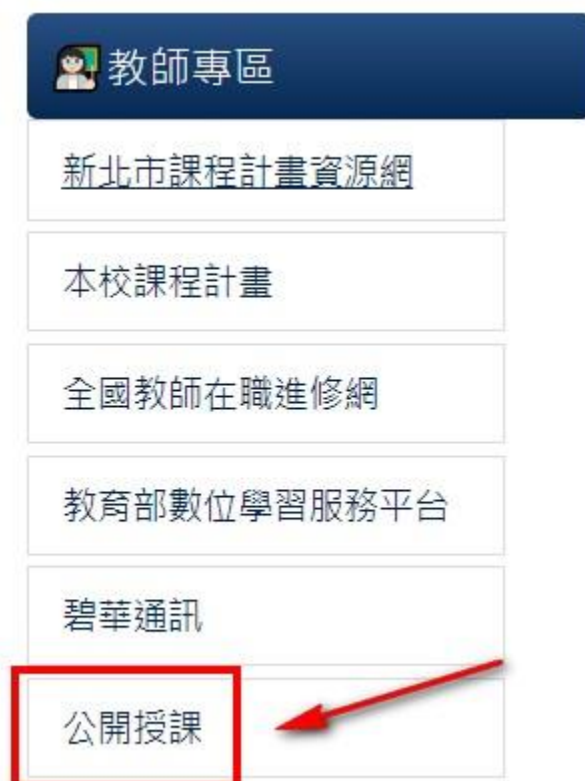 教師專區
新北市課程計畫資源網
本校課程計畫
全國教師在職進修網
教育部數位學習服務平台
碧華通訊
公開授課